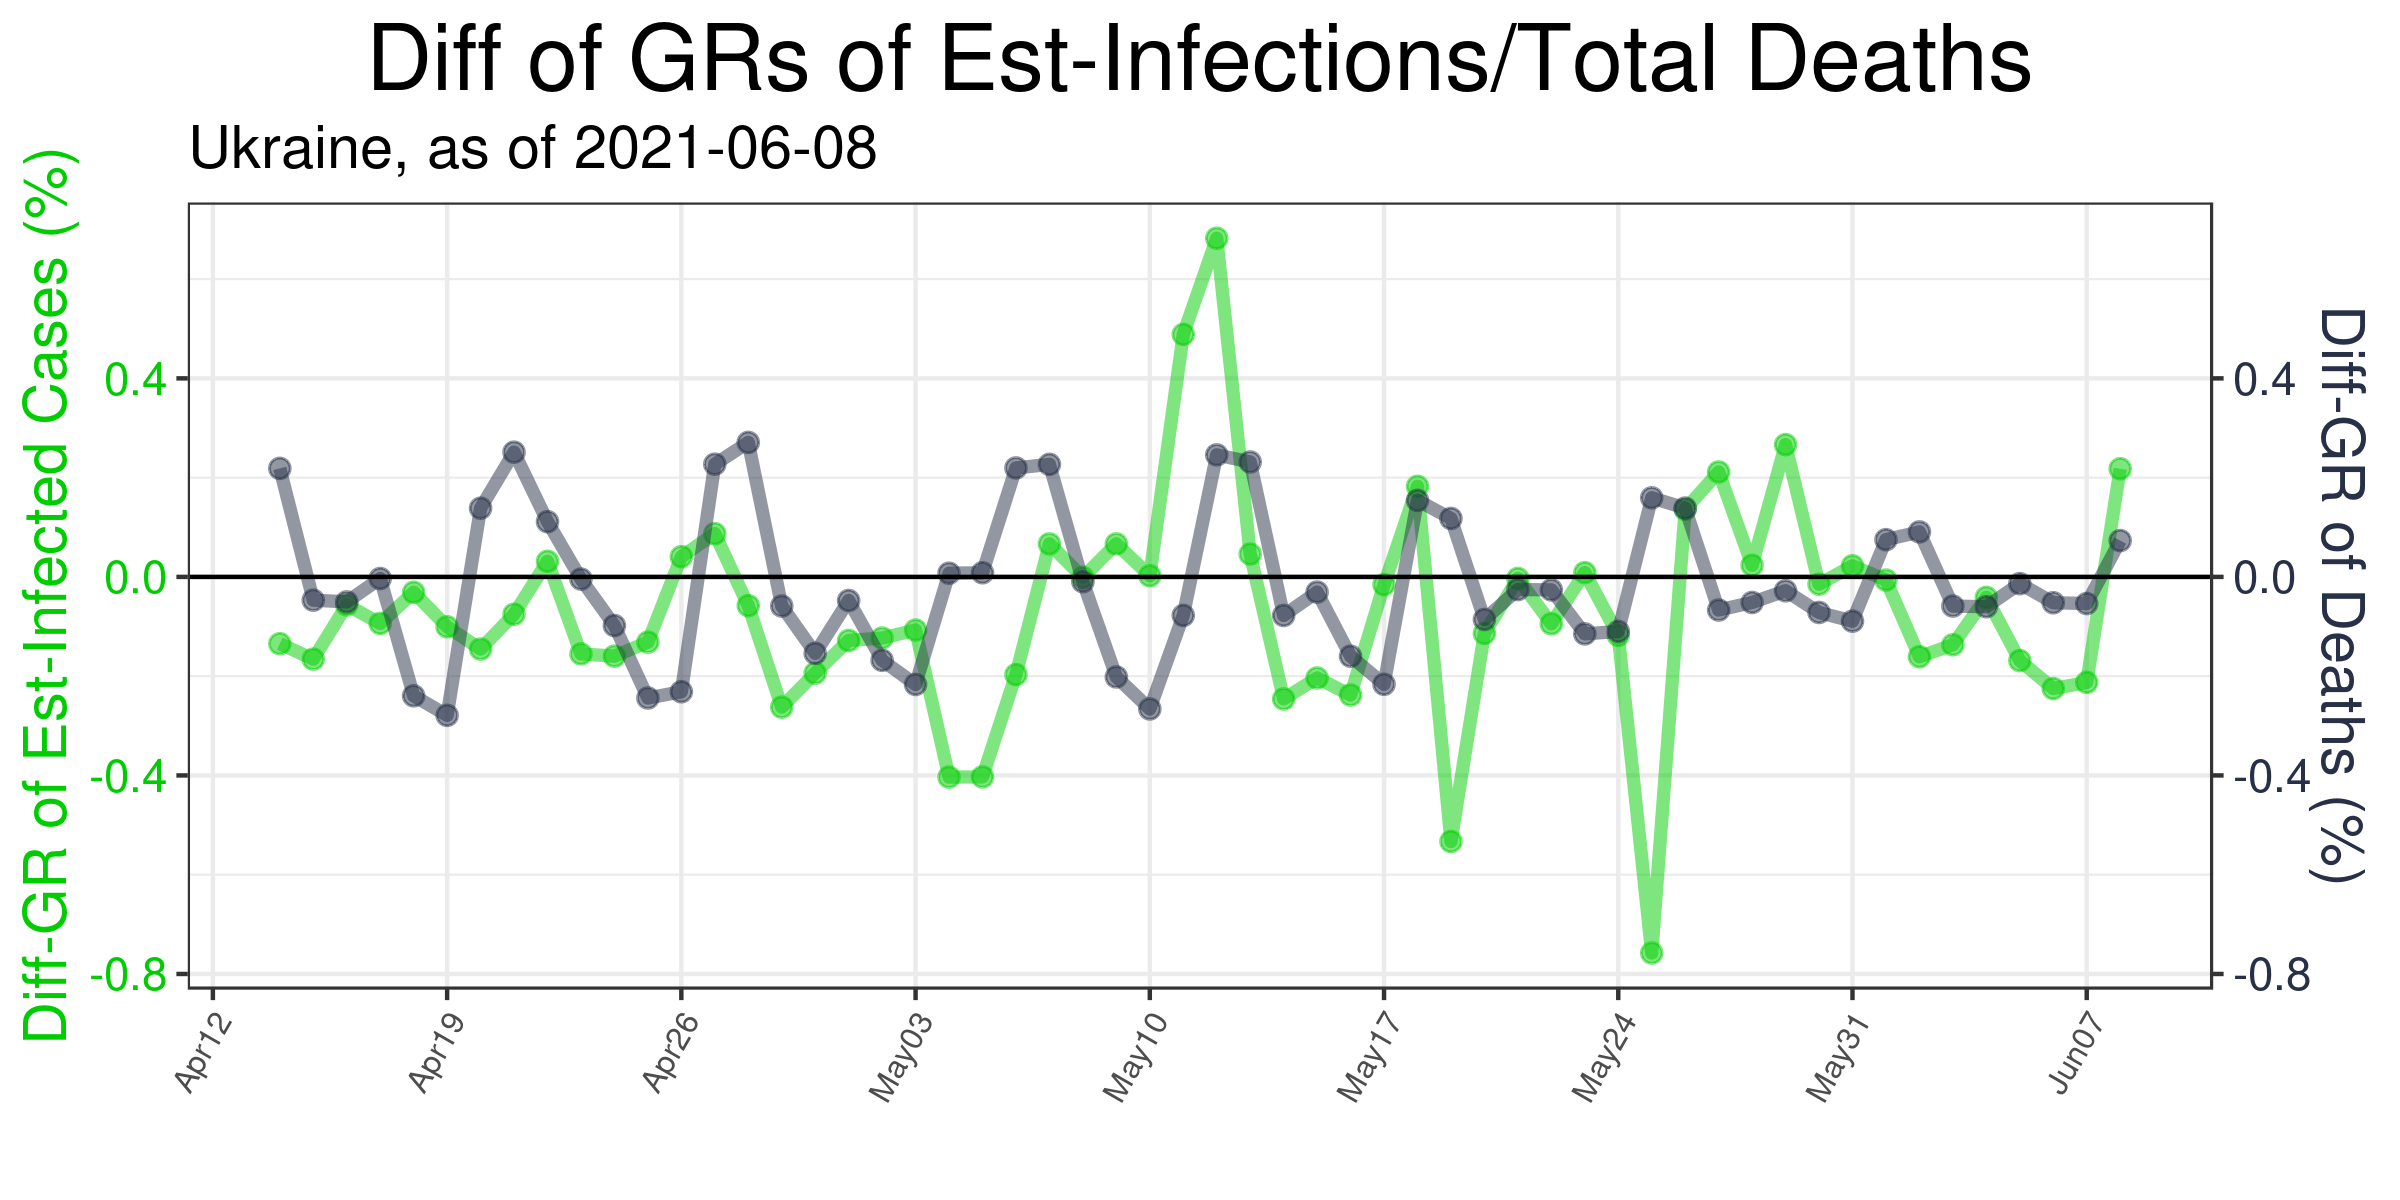 Diff of GRs of Est-Infections/Total Deaths
Ukraine, as of 2021-06-08
Diff-GR of Est-Infected Cases (%)
0.4
0.0
-0.4
-0.8
0.4
0.0
-0.4
-0.8
Diff-GR of Deaths (%)
Apr12
Apr19
Apr26
May03
May10
May17
May24
May31
Jun07